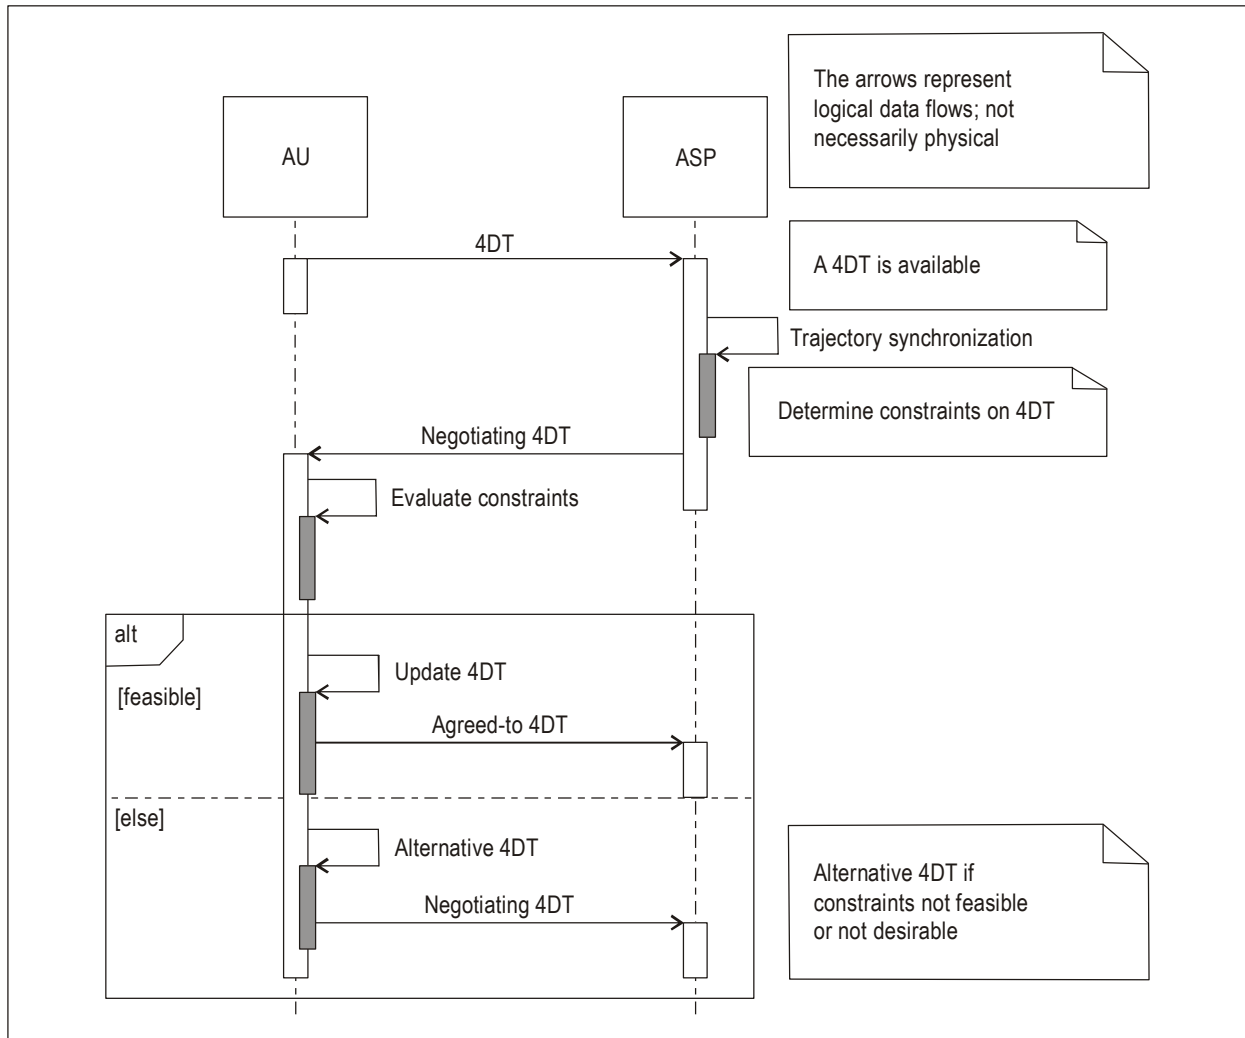 The arrows represent
logical data flows; not
necessarily physical
AU
ASP
4DT
A 4DT is available
Trajectory synchronization
Determine constraints on 4DT
Negotiating 4DT
Evaluate constraints
alt
Update 4DT
[feasible]
Agreed-to 4DT
[else]
Alternative 4DT
Alternative 4DT if
constraints not feasible
or not desirable
Negotiating 4DT